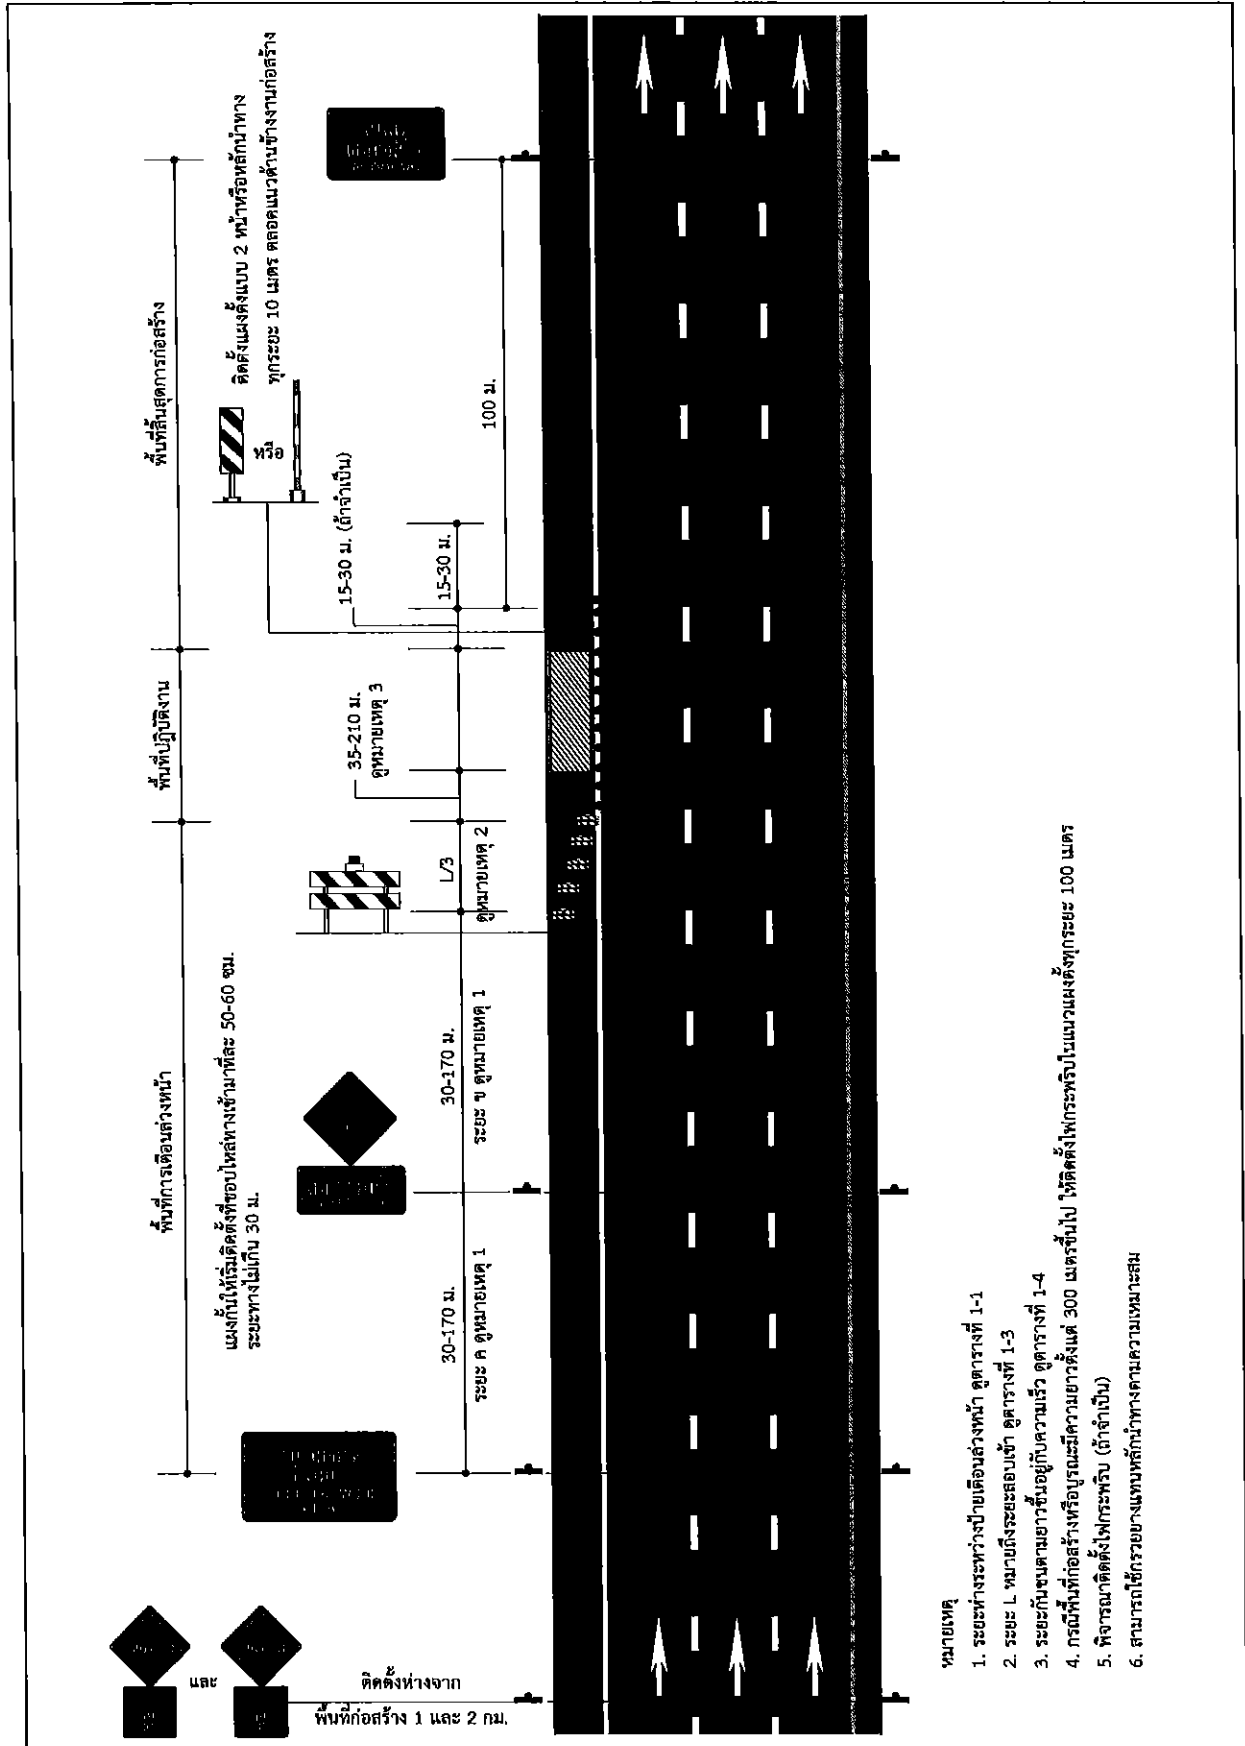 พื้นที่การเตือนล่วงหน้า
พื้นที่ปฏิบัติงาน
พื้นที่สิ้นสุดการก่อสร้าง
แผงกั้นให้เริ่มติดตั้งที่ขอบไหล่ทางเข้ามาทีละ 50-60 ซม.
ระยะทางไม่เกิน 30 ม.
หรือ
ติดตั้งแผงตั้งแบบ 2 หน้าหรือหลักนำทาง
ทุกระยะ 10 เมตร ตลอดแนวด้านข้างงานก่อสร้าง
และ
ติดตั้งห่างจาก
พื้นที่ก่อสร้าง 1 และ 2 กม.
30-170 ม.
ระยะ ค ดูหมายเหตุ 1
30-170 ม.
ระยะ ข ดูหมายเหตุ 1
L/3
ดูหมายเหตุ 2
35-210 ม.
ดูหมายเหตุ 3
15-30 ม. (ถ้าจำเป็น)
15-30 ม.
100 ม.
หมายเหตุ
1. ระยะห่างระหว่างป้ายเตือนล่วงหน้า ดูตารางที่ 1-1
2. ระยะ L หมายถึงระยะสอบเข้า ดูตารางที่ 1-3
3. ระยะกันชนตามยาวขึ้นอยู่กับความเร็ว ดูตารางที่ 1-4
4. กรณีพื้นที่ก่อสร้างหรือบูรณะมีความยาวตั้งแต่ 300 เมตรขึ้นไป ให้ติดตั้งไฟกระพริบในแนวแผงตั้งทุกระยะ 100 เมตร
5. พิจารณาติดตั้งไฟกระพริบ (ถ้าจำเป็น)
6. สามารถใช้กรวยยางแทนหลักนำทางตามความเหมาะสม